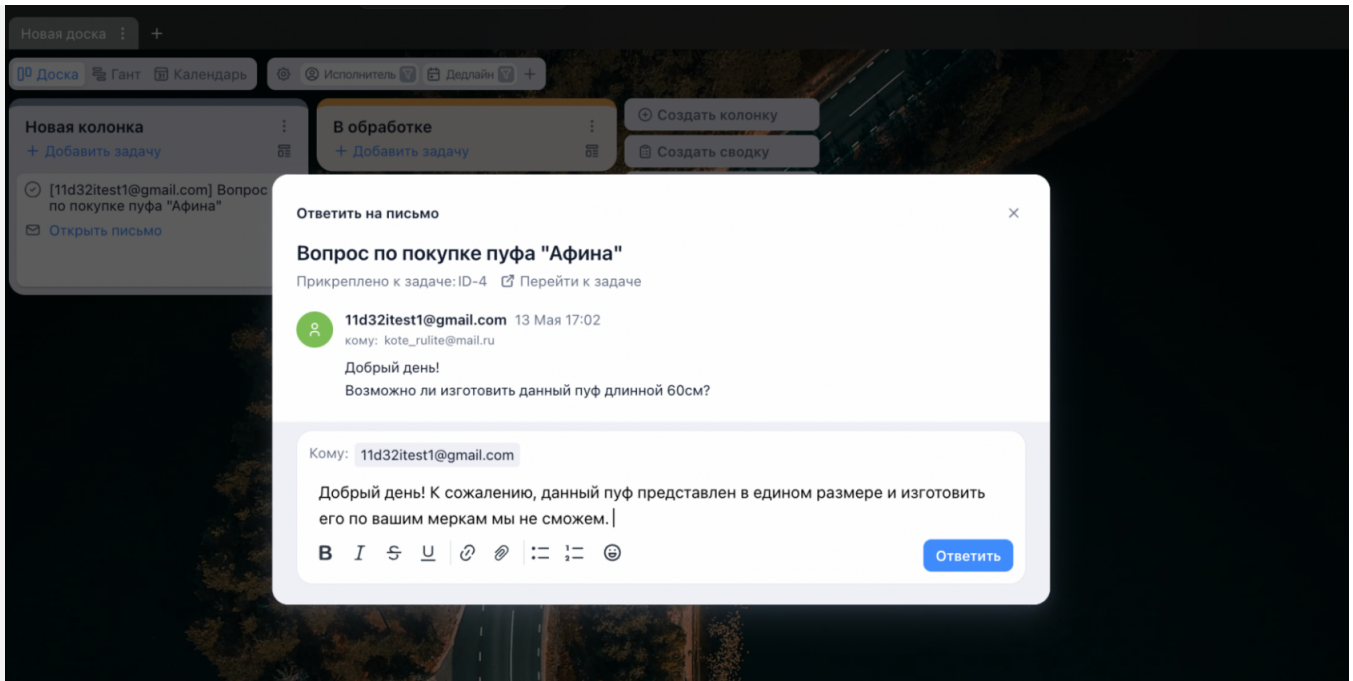 Новая доска
Доска Гант Календарь Исполнитель Дедлайн
Новая колонка
+ Добавить задачу
[11d32itest1@gmail.com] Вопрос
по покупке пуфа "Афина"
Открыть письмо
В обработке
+ Добавить задачу
Создать колонку
Создать сводку
Ответить на письмо
Вопрос по покупке пуфа "Афина"
Прикреплено к задаче: ID-4 Перейти к задаче
11d32itest1@gmail.com 13 Мая 17:02
кому: kote_rulite@mail.ru
Добрый день!
Возможно ли изготовить данный пуф длинной 60см?
Кому: 11d32itest1@gmail.com
Добрый день! К сожалению, данный пуф представлен в едином размере и изготовить
его по вашим меркам мы не сможем.
B I S U
Ответить